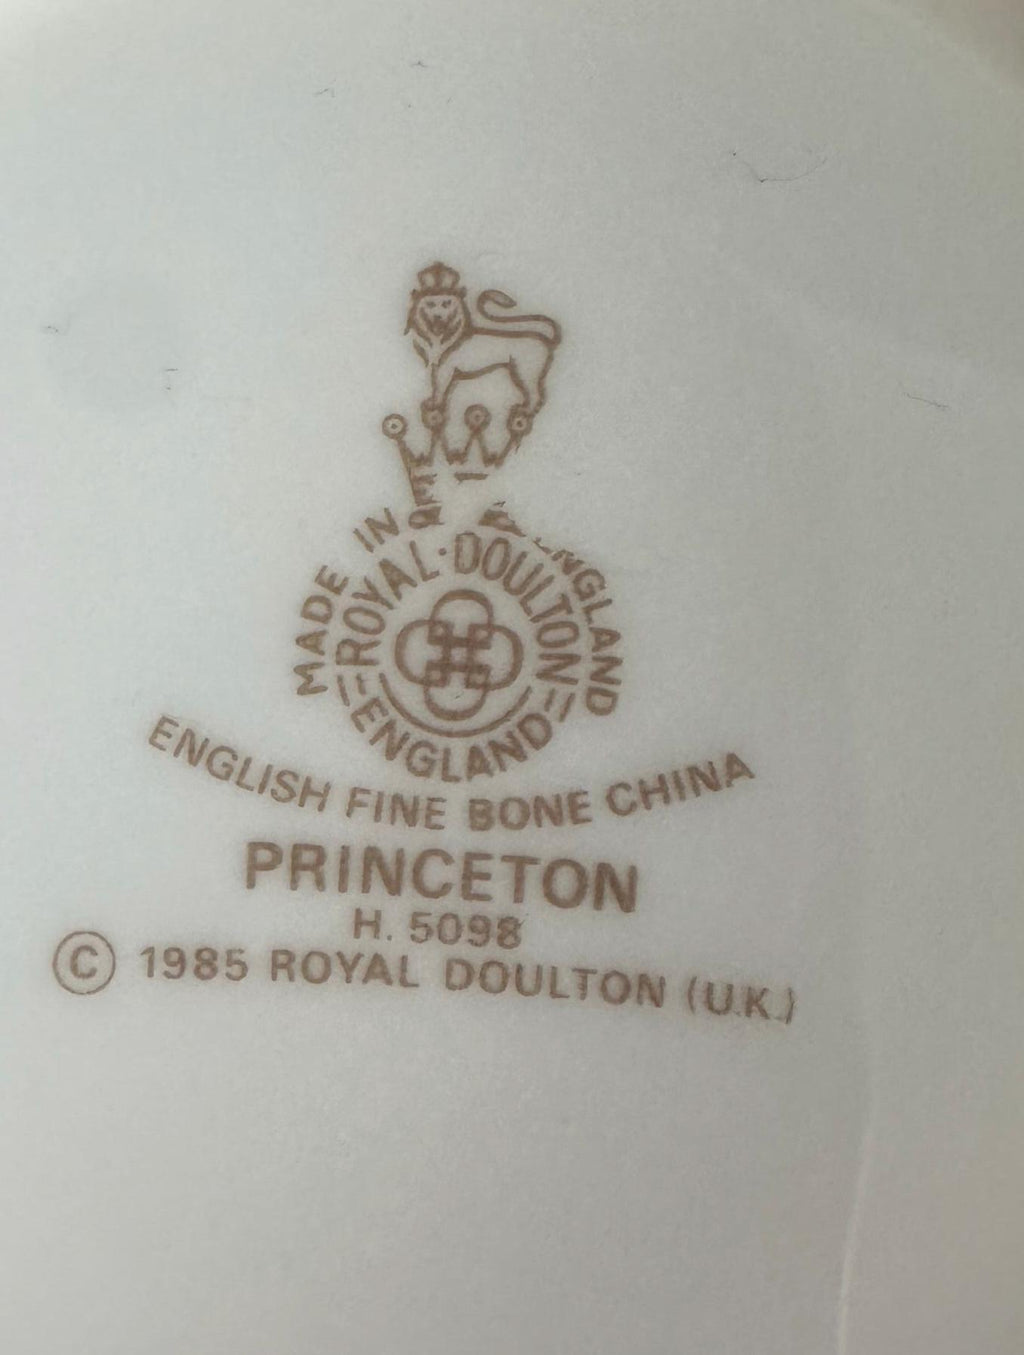 MADE IN ENGLAND
ROYAL · DOULTON
ENGLAND
ENGLISH FINE BONE CHINA
PRINCETON
H. 5098
© 1985 ROYAL DOULTON (U.K.)